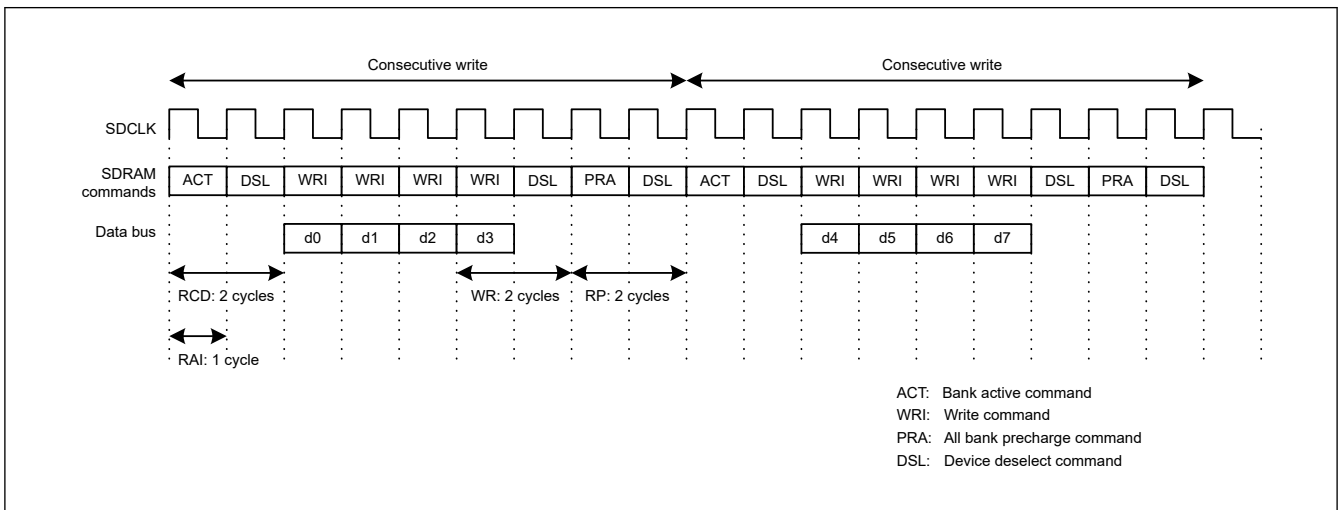 Consecutive write Consecutive write
SDCLK
SDRAM
commands
ACT DSL WRI WRI WRI WRI DSL PRA DSL ACT DSL WRI WRI WRI WRI DSL PRA DSL
Data bus d0 d1 d2 d3 d4 d5 d6 d7
RCD: 2 cycles WR: 2 cycles RP: 2 cycles
RAI: 1 cycle
ACT: Bank active command
WRI: Write command
PRA: All bank precharge command
DSL: Device deselect command